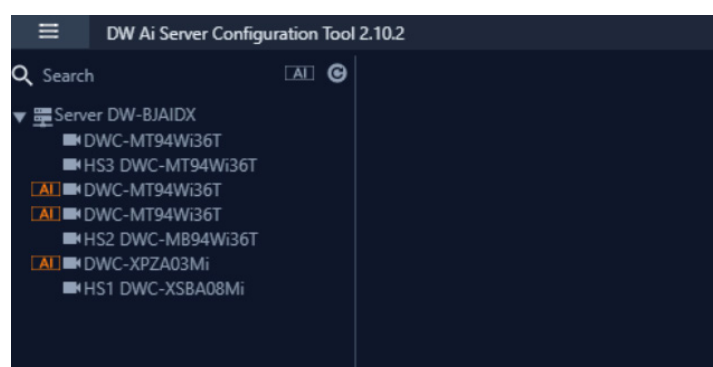 DW Ai Server Configuration Tool 2.10.2
Search AI
Server DW-BJAIDX
DWC-MT94Wi36T
HS3 DWC-MT94Wi36T
AI DWC-MT94Wi36T
AI DWC-MT94Wi36T
HS2 DWC-MB94Wi36T
AI DWC-XPZA03Mi
HS1 DWC-XSBA08Mi